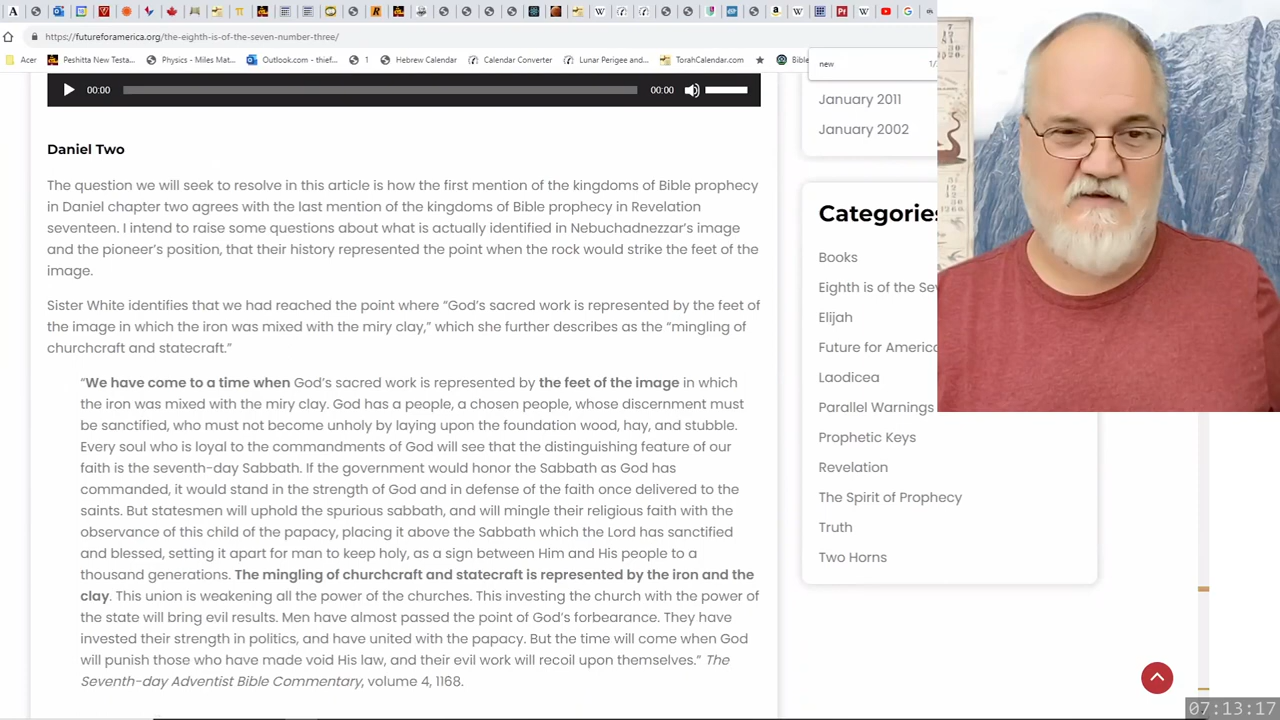 https://futureforamerica.org/the-eighth-is-of-the-seven-number-three/
Acer
Peshitta New Testa...
Physics - Miles Mat...
Outlook.com - thief...
1
Hebrew Calendar
Calendar Converter
Lunar Perigee and...
TorahCalendar.com
Bible
new
1/
00:00
00:00
January 2011
January 2002
Daniel Two
The question we will seek to resolve in this article is how the first mention of the kingdoms of Bible prophecy
in Daniel chapter two agrees with the last mention of the kingdoms of Bible prophecy in Revelation
seventeen. I intend to raise some questions about what is actually identified in Nebuchadnezzar's image
and the pioneer's position, that their history represented the point when the rock would strike the feet of the
image.
Sister White identifies that we had reached the point where “God's sacred work is represented by the feet of
the image in which the iron was mixed with the miry clay,” which she further describes as the “mingling of
churchcraft and statecraft.”
“We have come to a time when God's sacred work is represented by the feet of the image in which
the iron was mixed with the miry clay. God has a people, a chosen people, whose discernment must
be sanctified, who must not become unholy by laying upon the foundation wood, hay, and stubble.
Every soul who is loyal to the commandments of God will see that the distinguishing feature of our
faith is the seventh-day Sabbath. If the government would honor the Sabbath as God has
commanded, it would stand in the strength of God and in defense of the faith once delivered to the
saints. But statesmen will uphold the spurious sabbath, and will mingle their religious faith with the
observance of this child of the papacy, placing it above the Sabbath which the Lord has sanctified
and blessed, setting it apart for man to keep holy, as a sign between Him and His people to a
thousand generations. The mingling of churchcraft and statecraft is represented by the iron and the
clay. This union is weakening all the power of the churches. This investing the church with the power of
the state will bring evil results. Men have almost passed the point of God's forbearance. They have
invested their strength in politics, and have united with the papacy. But the time will come when God
will punish those who have made void His law, and their evil work will recoil upon themselves.” The
Seventh-day Adventist Bible Commentary, volume 4, 1168.
Categories
Books
Eighth is of the Sev
Elijah
Future for America
Laodicea
Parallel Warnings
Prophetic Keys
Revelation
The Spirit of Prophecy
Truth
Two Horns
07:13:17